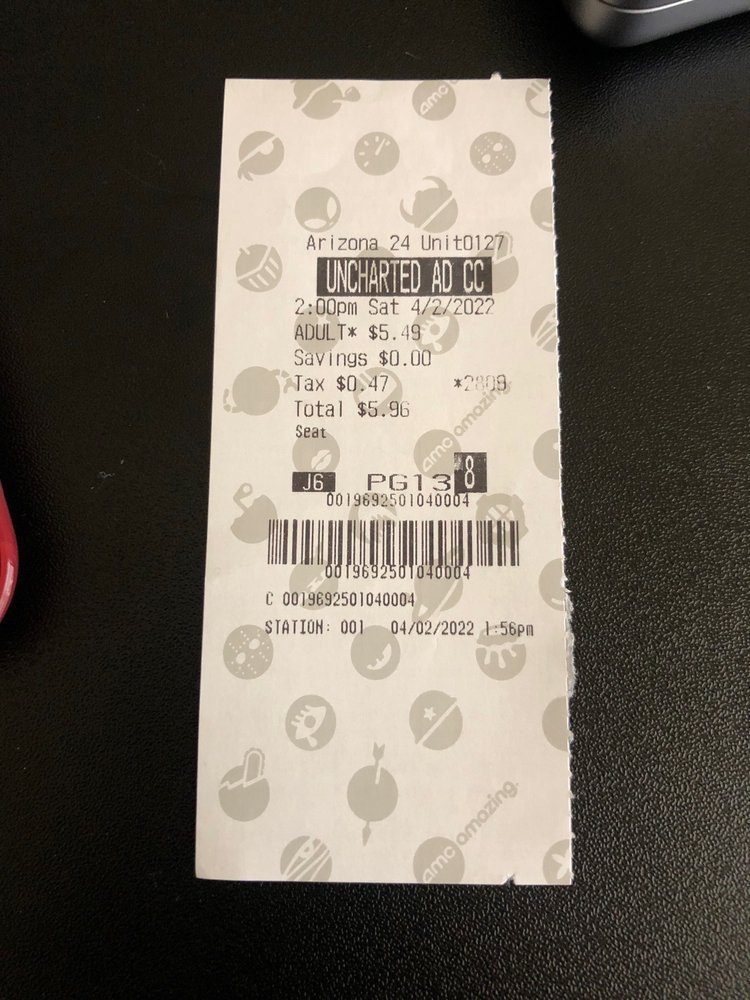 amc
Arizona 24 Unit0127
UNCHARTED AD CC
2:00pm Sat 4/2/2022
ADULT* $5.49
Savings $0.00
Tax $0.47 *2809
Total $5.96
Seat
amc amazing.
J6 PG13 #8
0019692501040004
0019692501040004
C 0019692501040004
STATION: 001 04/02/2022 1:56pm
amc amazing.